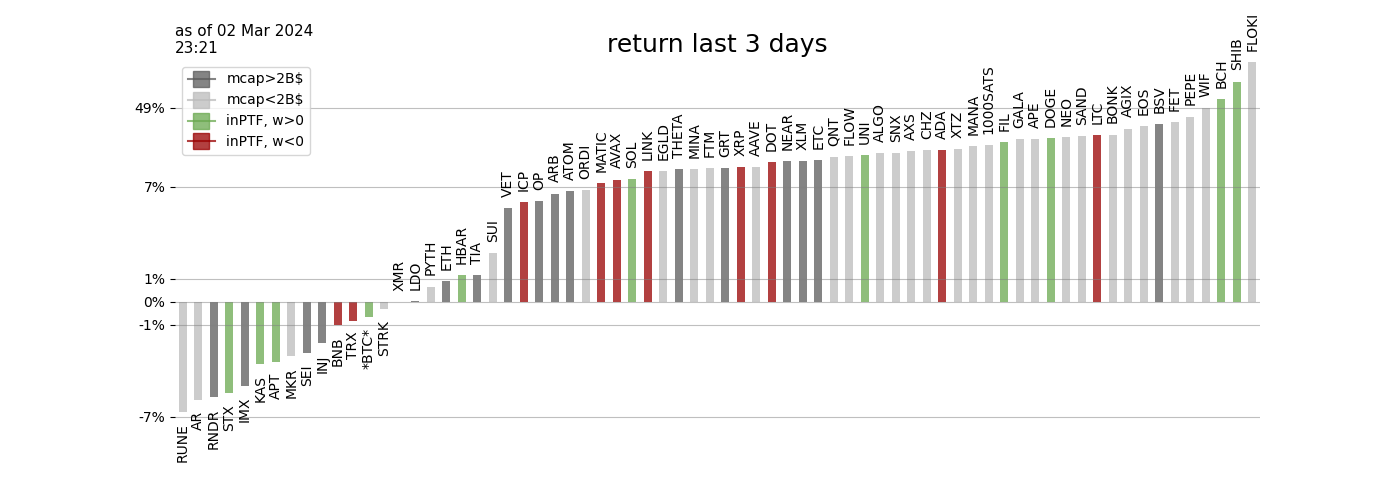 as of 02 Mar 2024
23:21
return last 3 days
mcap>2B$
mcap<2B$
inPTF, w>0
inPTF, w<0
49%
7%
1%
0%
-1%
-7%
RUNE
AR
RNDR
STX
IMX
KAS
APT
MKR
SEI
INJ
BNB
TRX
*BTC*
STRK
XMR
LDO
PYTH
ETH
HBAR
TIA
SUI
VET
ICP
OP
ARB
ATOM
ORDI
MATIC
AVAX
SOL
LINK
EGLD
THETA
MINA
FTM
GRT
XRP
AAVE
DOT
NEAR
XLM
ETC
QNT
FLOW
UNI
ALGO
SNX
AXS
CHZ
ADA
XTZ
MANA
1000SATS
FIL
GALA
APE
DOGE
NEO
SAND
LTC
BONK
AGIX
EOS
BSV
FET
PEPE
WIF
BCH
SHIB
FLOKI